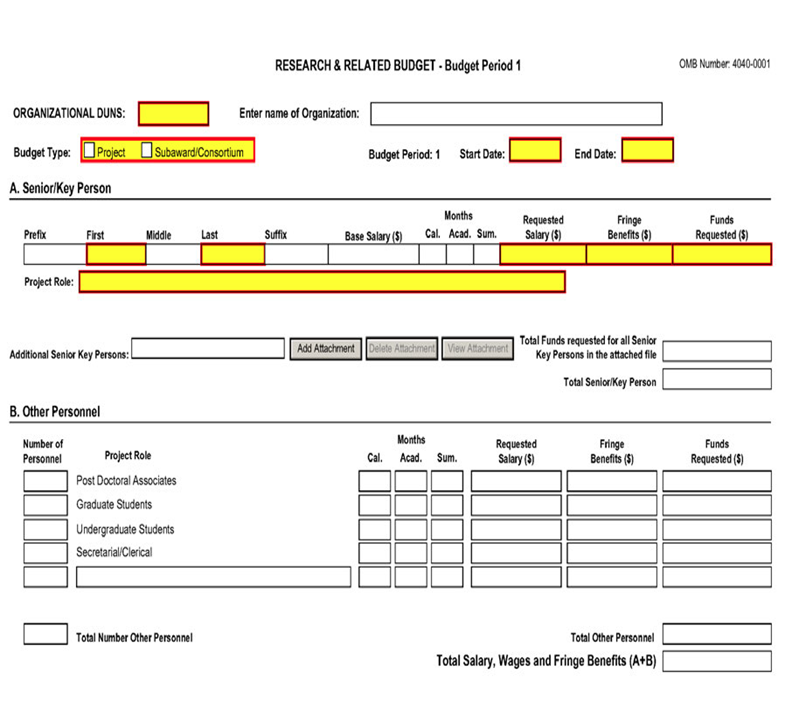 RESEARCH & RELATED BUDGET - Budget Period 1
OMB Number: 4040-0001
ORGANIZATIONAL DUNS:
Enter name of Organization:
Budget Type:
Project
Subaward/Consortium
Budget Period: 1
Start Date:
End Date:
A. Senior/Key Person
Months
Prefix First Middle Last Suffix Base Salary ($) Cal. Acad. Sum. Requested Salary ($) Fringe Benefits ($) Funds Requested ($)
Project Role:
Additional Senior Key Persons:
Add Attachment
Delete Attachment
View Attachment
Total Funds requested for all Senior
Key Persons in the attached file
Total Senior/Key Person
B. Other Personnel
Number of Personnel
Project Role
Months
Cal. Acad. Sum.
Requested Salary ($)
Fringe Benefits ($)
Funds Requested ($)
Post Doctoral Associates
Graduate Students
Undergraduate Students
Secretarial/Clerical
Total Number Other Personnel
Total Other Personnel
Total Salary, Wages and Fringe Benefits (A+B)